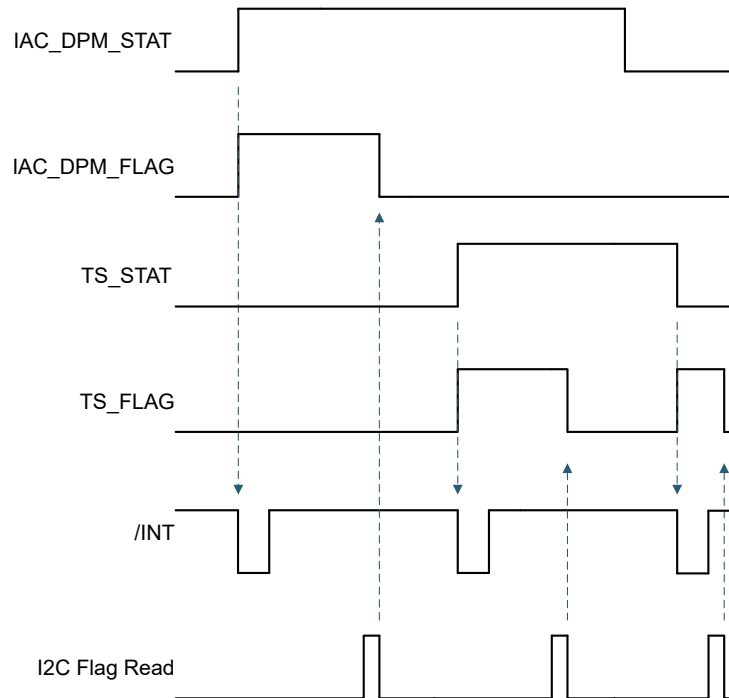 IAC_DPM_STAT
IAC_DPM_FLAG
TS_STAT
TS_FLAG
/INT
I2C Flag Read